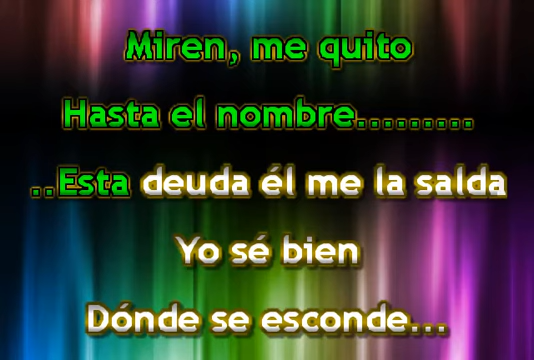 Miren, me quito
Hasta el nombre.........
..Esta deuda él me la salda
Yo sé bien
Dónde se esconde...